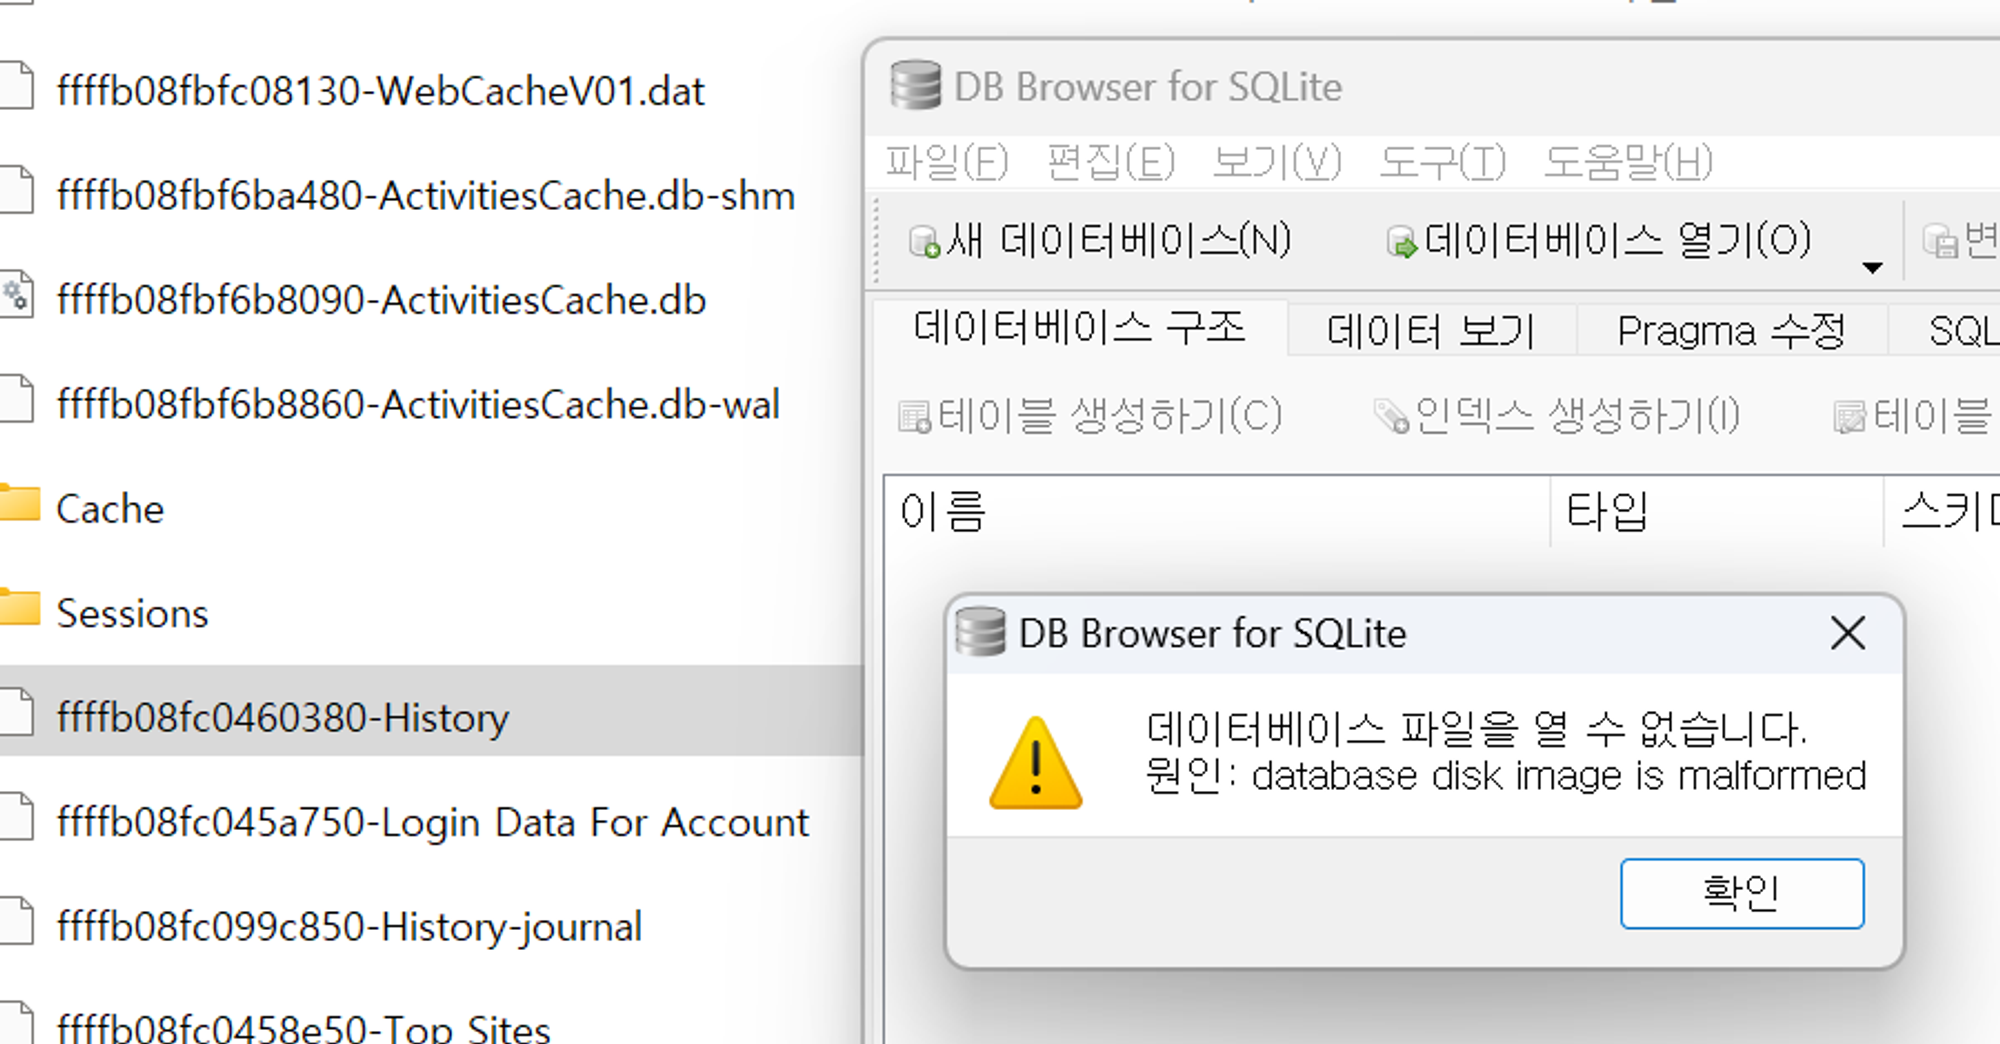 ffffb08fbfc08130-WebCacheV01.dat
ffffb08fbf6ba480-ActivitiesCache.db-shm
ffffb08fbf6b8090-ActivitiesCache.db
ffffb08fbf6b8860-ActivitiesCache.db-wal
Cache
Sessions
ffffb08fc0460380-History
ffffb08fc045a750-Login Data For Account
ffffb08fc099c850-History-journal
ffffb08fc0458e50-Top Sites
DB Browser for SQLite
파일(F) 편집(E) 보기(V) 도구(T) 도움말(H)
새 데이터베이스(N) 데이터베이스 열기(O) 변
데이터베이스 구조 데이터 보기 Pragma 수정 SQL
테이블 생성하기(C) 인덱스 생성하기(I) 테이블
이름 타입 스키
DB Browser for SQLite
데이터베이스 파일을 열 수 없습니다.
원인: database disk image is malformed
확인